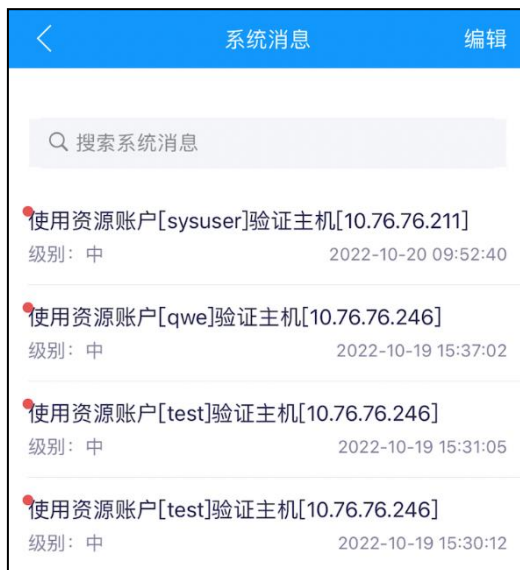 系统消息 编辑
搜索系统消息
使用资源账户[sysuser]验证主机[10.76.76.211]
级别：中 2022-10-20 09:52:40
使用资源账户[qwe]验证主机[10.76.76.246]
级别：中 2022-10-19 15:37:02
使用资源账户[test]验证主机[10.76.76.246]
级别：中 2022-10-19 15:31:05
使用资源账户[test]验证主机[10.76.76.246]
级别：中 2022-10-19 15:30:12